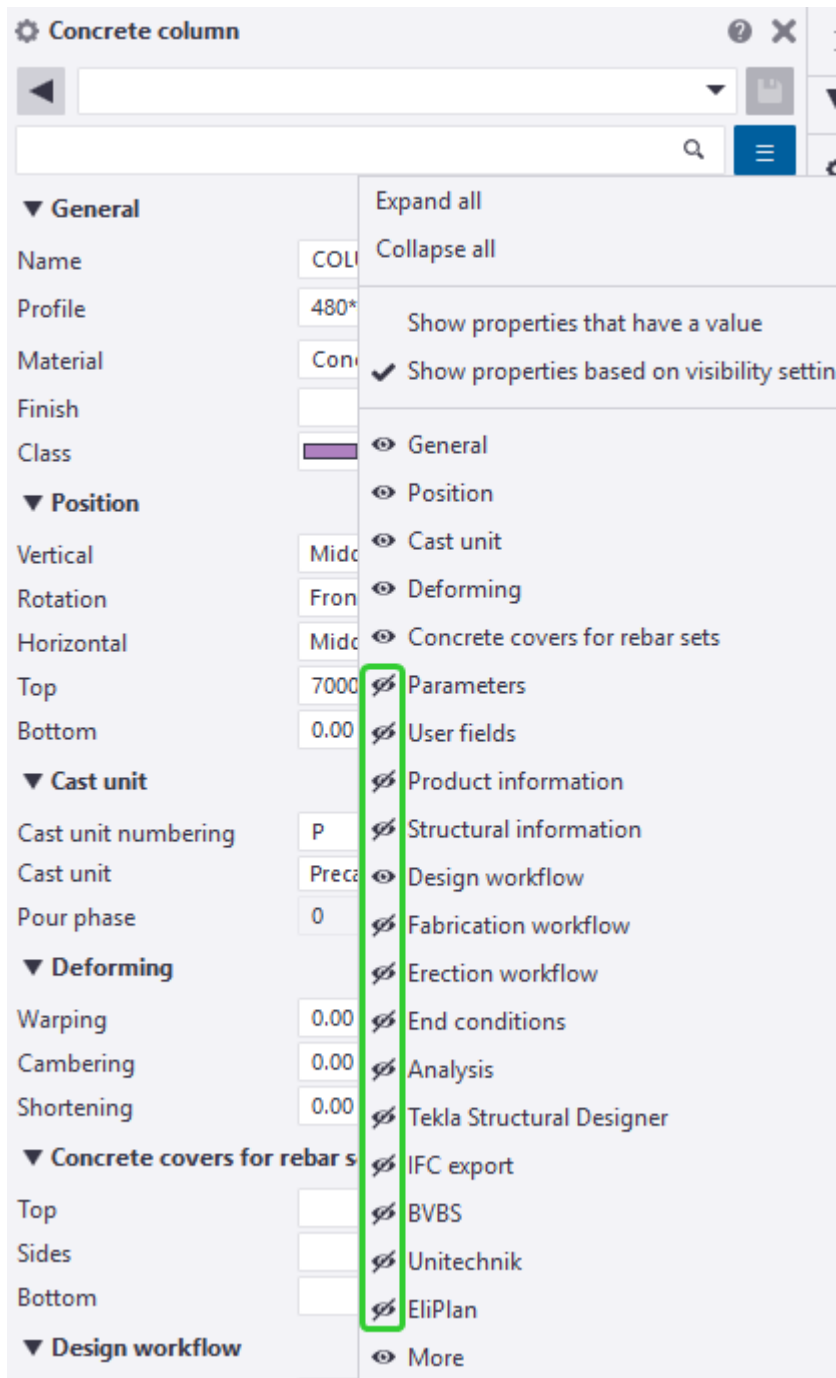 Concrete column
General
Name
Profile 480*
Material
Finish
Class
Position
Vertical
Rotation
Horizontal
Top 7000
Bottom 0.00
Cast unit
Cast unit numbering P
Cast unit
Pour phase 0
Deforming
Warping 0.00
Cambering 0.00
Shortening 0.00
Concrete covers for rebar
Top
Sides
Bottom
Design workflow
Expand all
Collapse all
Show properties that have a value
Show properties based on visibility
General
Position
Cast unit
Deforming
Concrete covers for rebar sets
Parameters
User fields
Product information
Structural information
Design workflow
Fabrication workflow
Erection workflow
End conditions
Analysis
Tekla Structural Designer
IFC export
BVBS
Unitechnik
EliPlan
More